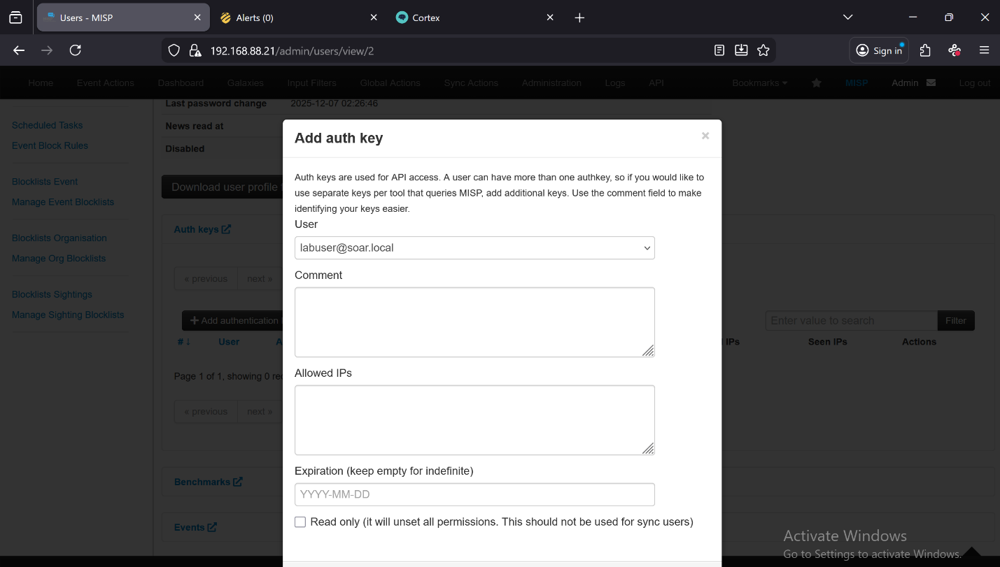 Users - MISP
Alerts (0)
Cortex
192.168.88.21/admin/users/view/2
Sign in
Home Event Actions Dashboard Galaxies Input Filters Global Actions Sync Actions Administration Logs API Bookmarks MISP Admin Log out
Last password change 2025-12-07 02:26:46
Scheduled Tasks
News read at
Event Block Rules
Disabled
Blocklists Event
Manage Event Blocklists
Blocklists Organisation
Manage Org Blocklists
Blocklists Sightings
Manage Sighting Blocklists
Download user profile
Auth keys
« previous next »
Add authentication
Enter value to search Filter
# ↓ User A IPs Seen IPs Actions
Page 1 of 1, showing 0 rec
« previous next »
Benchmarks
Events
Add auth key
×
Auth keys are used for API access. A user can have more than one authkey, so if you would like to
use separate keys per tool that queries MISP, add additional keys. Use the comment field to make
identifying your keys easier.
User
labuser@soar.local
Comment
Allowed IPs
Expiration (keep empty for indefinite)
YYYY-MM-DD
Read only (it will unset all permissions. This should not be used for sync users)
Activate Windows
Go to Settings to activate Windows.